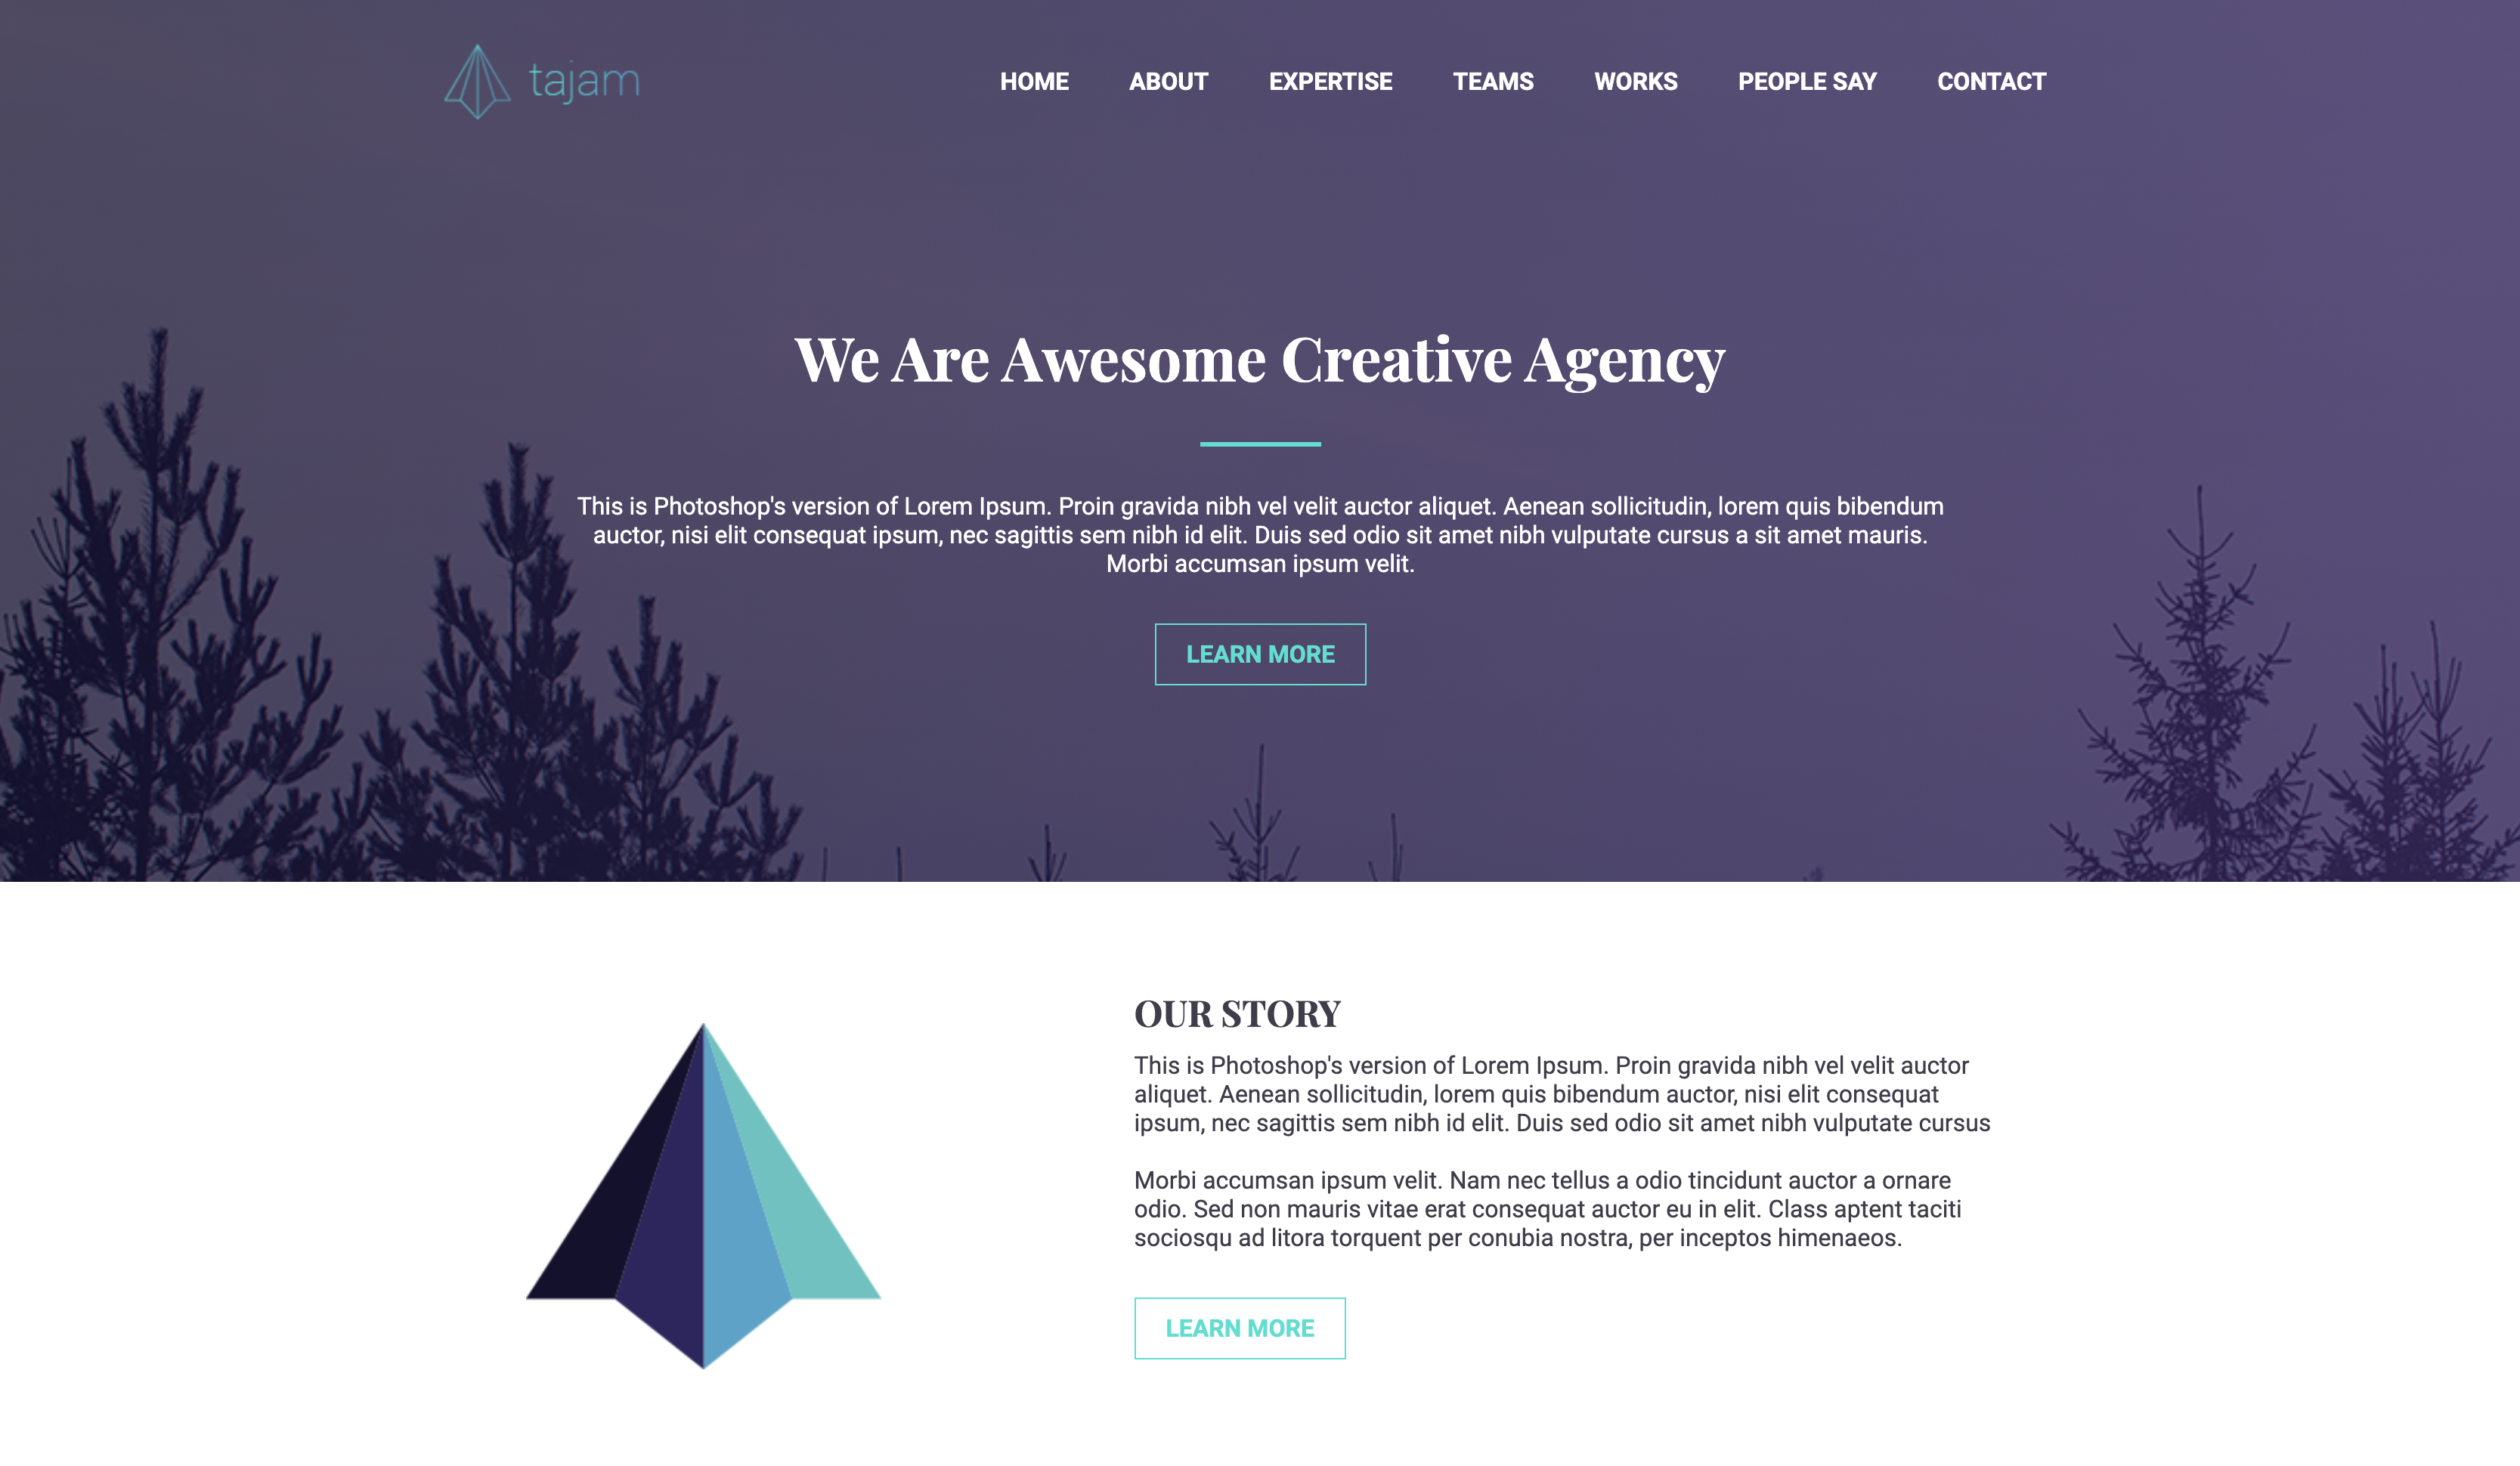 tajam
HOME ABOUT EXPERTISE TEAMS WORKS PEOPLE SAY CONTACT
We Are Awesome Creative Agency
This is Photoshop's version of Lorem Ipsum. Proin gravida nibh vel velit auctor aliquet. Aenean sollicitudin, lorem quis bibendum
auctor, nisi elit consequat ipsum, nec sagittis sem nibh id elit. Duis sed odio sit amet nibh vulputate cursus a sit amet mauris.
Morbi accumsan ipsum velit.
LEARN MORE
OUR STORY
This is Photoshop's version of Lorem Ipsum. Proin gravida nibh vel velit auctor
aliquet. Aenean sollicitudin, lorem quis bibendum auctor, nisi elit consequat
ipsum, nec sagittis sem nibh id elit. Duis sed odio sit amet nibh vulputate cursus
Morbi accumsan ipsum velit. Nam nec tellus a odio tincidunt auctor a ornare
odio. Sed non mauris vitae erat consequat auctor eu in elit. Class aptent taciti
sociosqu ad litora torquent per conubia nostra, per inceptos himenaeos.
LEARN MORE